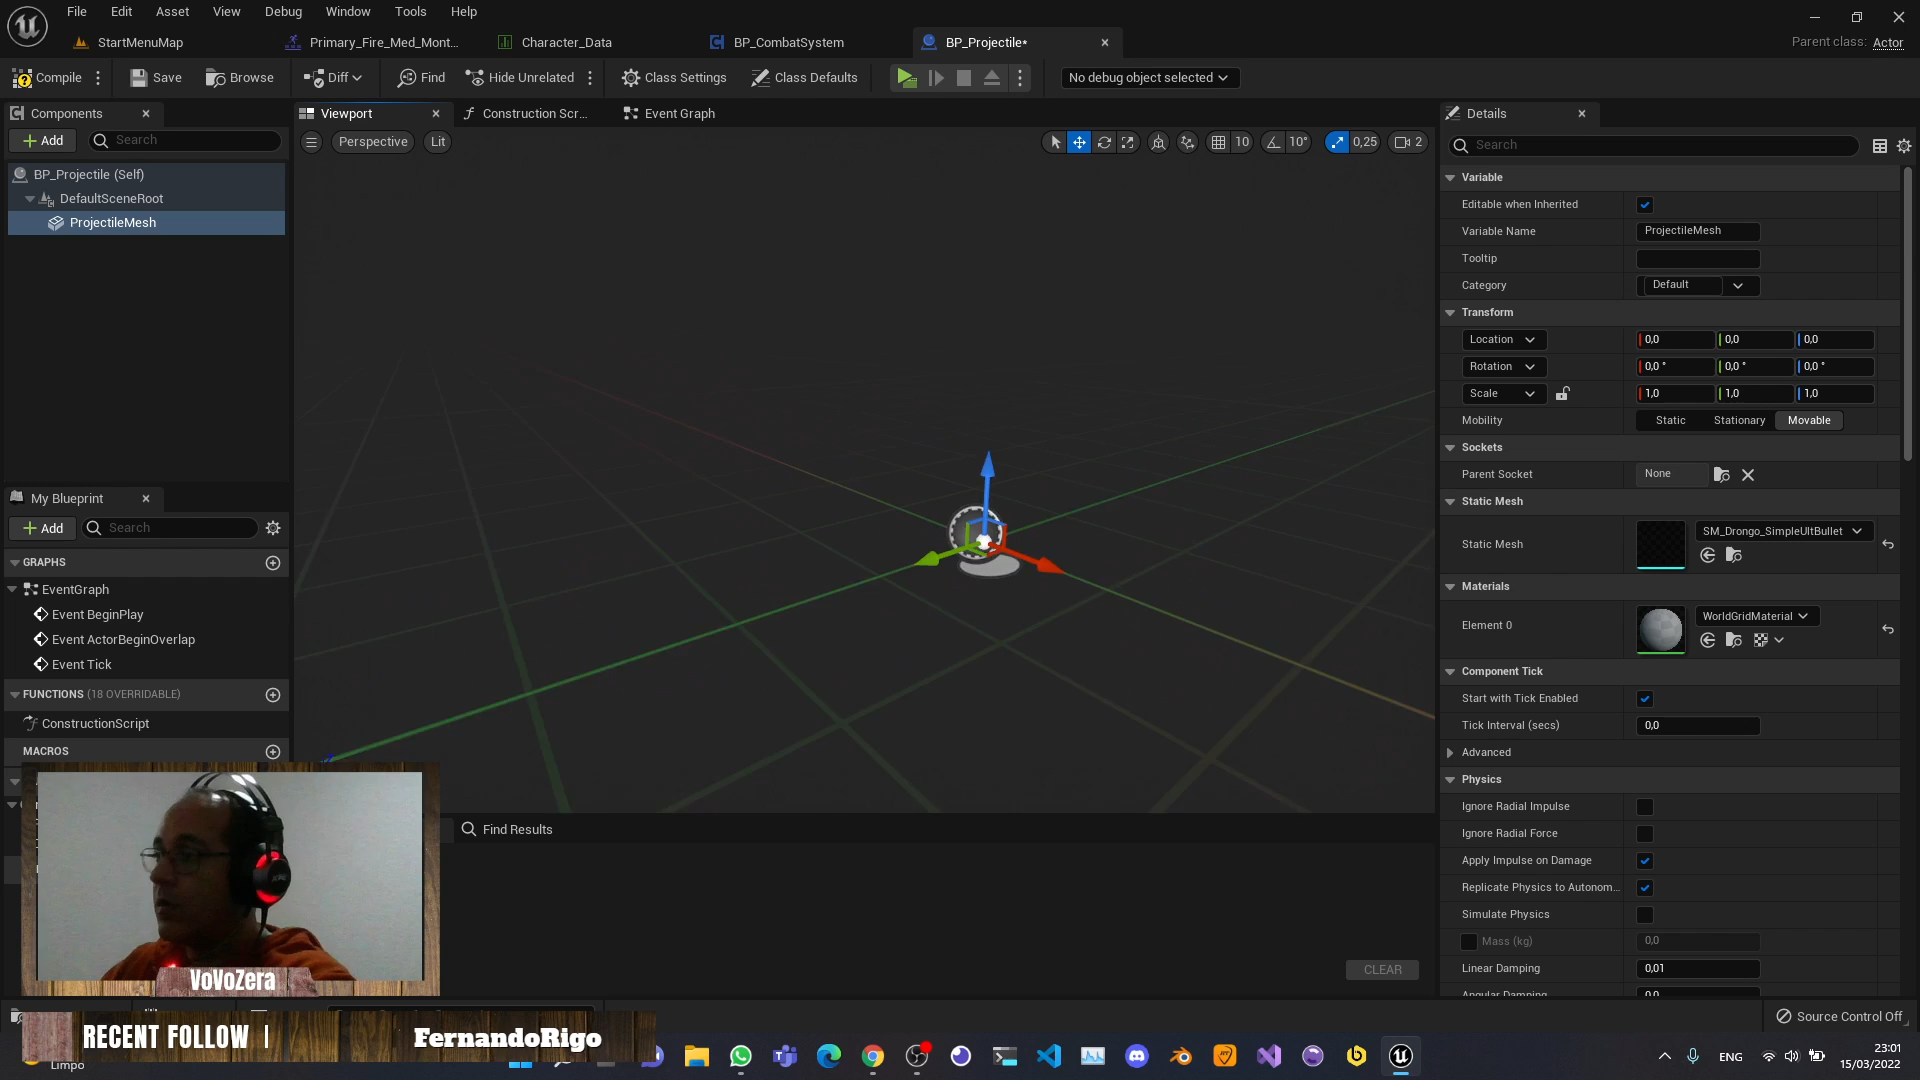 File Edit Asset View Debug Window Tools Help
StartMenuMap Primary_Fire_Med_Mont... Character_Data BP_CombatSystem BP_Projectile*
Parent class: Actor
Compile Save Browse Diff Find Hide Unrelated Class Settings Class Defaults No debug object selected
Components
Add Search
BP_Projectile (Self)
DefaultSceneRoot
ProjectileMesh
My Blueprint
Add Search
GRAPHS
EventGraph
Event BeginPlay
Event ActorBeginOverlap
Event Tick
FUNCTIONS (18 OVERRIDABLE)
ConstructionScript
MACROS
Viewport Construction Scr... Event Graph
Perspective Lit 10 10° 0,25 2
Find Results
CLEAR
Details
Search
Variable
Editable when Inherited
Variable Name ProjectileMesh
Tooltip
Category Default
Transform
Location 0,0 0,0 0,0
Rotation 0,0 ° 0,0 ° 0,0 °
Scale 1,0 1,0 1,0
Mobility Static Stationary Movable
Sockets
Parent Socket None
Static Mesh
Static Mesh SM_Drongo_SimpleUltBullet
Materials
Element 0 WorldGridMaterial
Component Tick
Start with Tick Enabled
Tick Interval (secs) 0,0
Advanced
Physics
Ignore Radial Impulse
Ignore Radial Force
Apply Impulse on Damage
Replicate Physics to Autonom...
Simulate Physics
Mass (kg) 0,0
Linear Damping 0,01
Angular Damping 0,0
Source Control Off
VoVoZera
RECENT FOLLOW | FernandoRigo
Limpo
ENG
23:01
15/03/2022